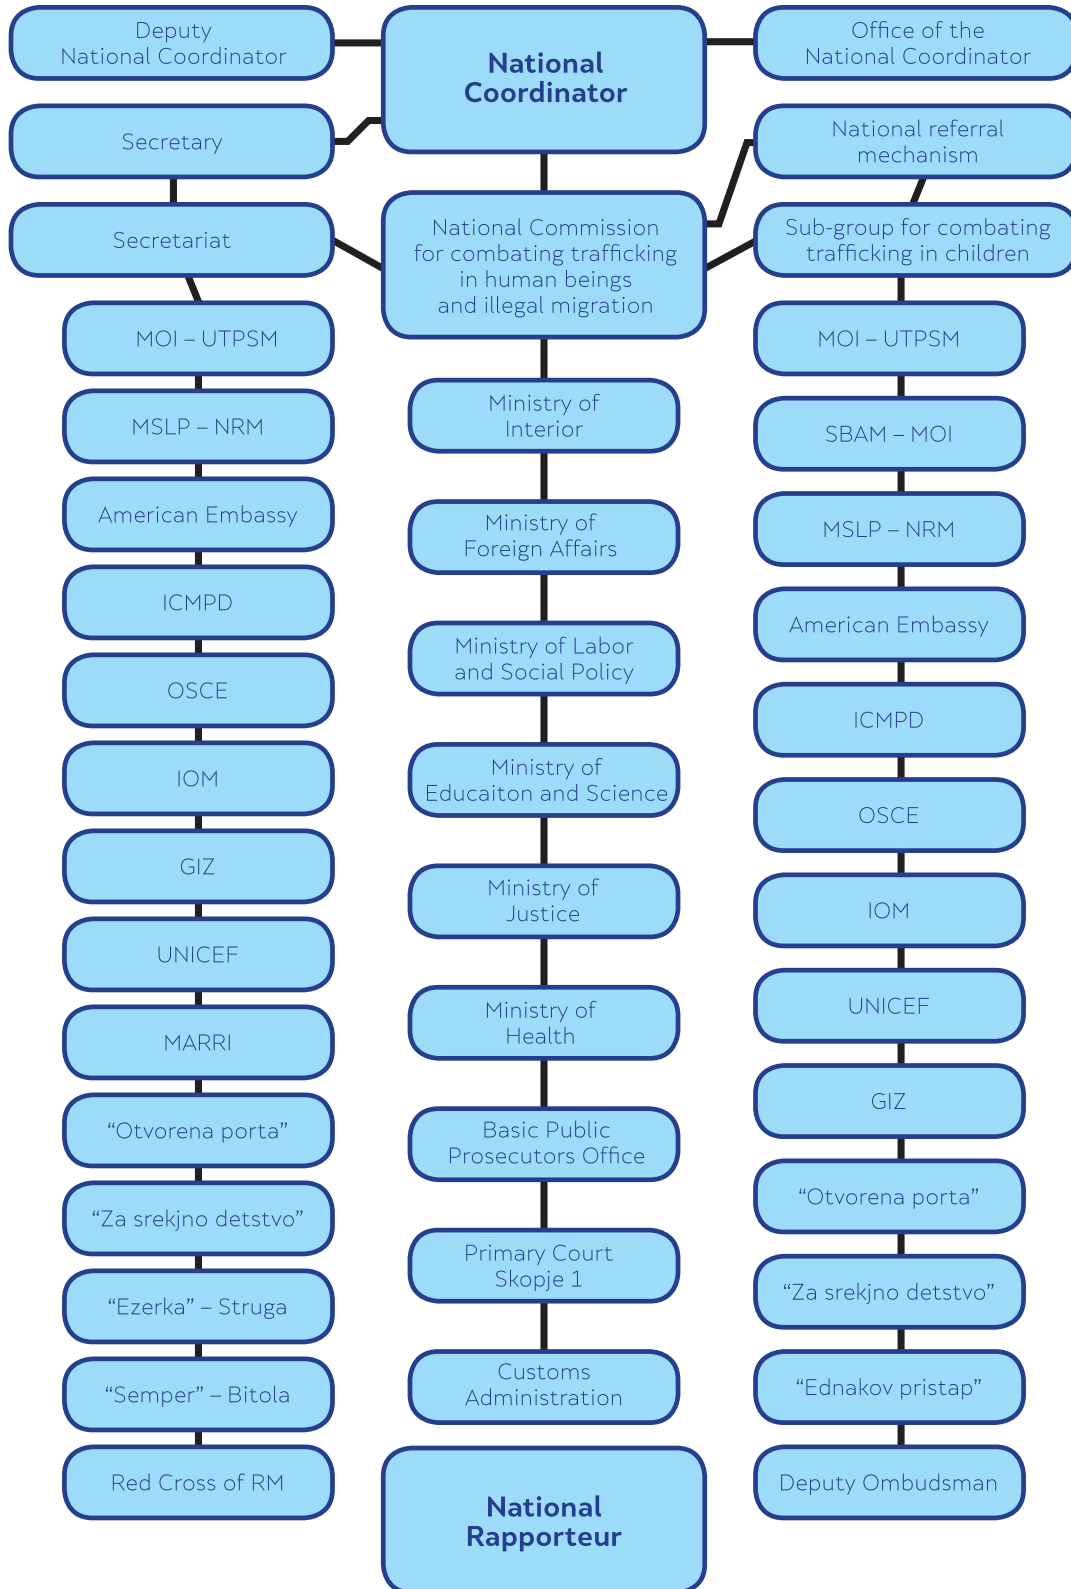 Deputy
National Coordinator
National
Coordinator
Office of the
National Coordinator
Secretary
National referral
mechanism
Secretariat
National Commission
for combating trafficking
in human beings
and illegal migration
Sub-group for combating
trafficking in children
MOI – UTPSM
MSLP – NRM
American Embassy
ICMPD
OSCE
IOM
GIZ
UNICEF
MARRI
“Otvorena porta”
“Za srekjno detstvo”
“Ezerka” – Struga
“Semper” – Bitola
Red Cross of RM
Ministry of
Interior
Ministry of
Foreign Affairs
Ministry of Labor
and Social Policy
Ministry of
Educaiton and Science
Ministry of
Justice
Ministry of
Health
Basic Public
Prosecutors Office
Primary Court
Skopje 1
Customs
Administration
National
Rapporteur
MOI – UTPSM
SBAM – MOI
MSLP – NRM
American Embassy
ICMPD
OSCE
IOM
UNICEF
GIZ
“Otvorena porta”
“Za srekjno detstvo”
“Ednakov pristap”
Deputy Ombudsman